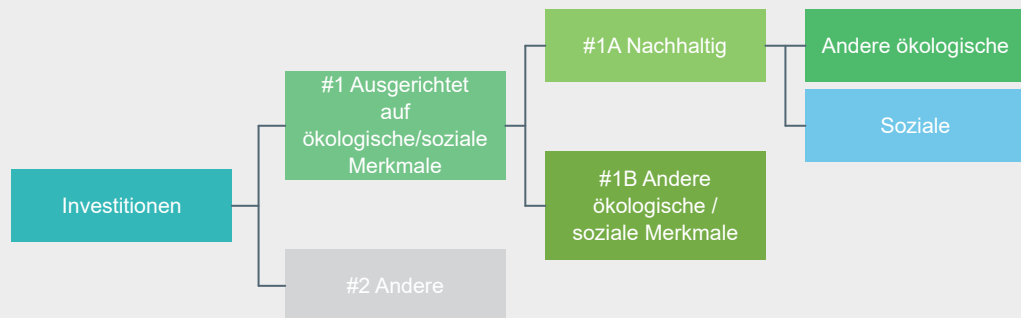 Investitionen
#1 Ausgerichtet
auf
ökologische/soziale
Merkmale
#2 Andere
#1A Nachhaltig
#1B Andere
ökologische /
soziale Merkmale
Andere ökologische
Soziale